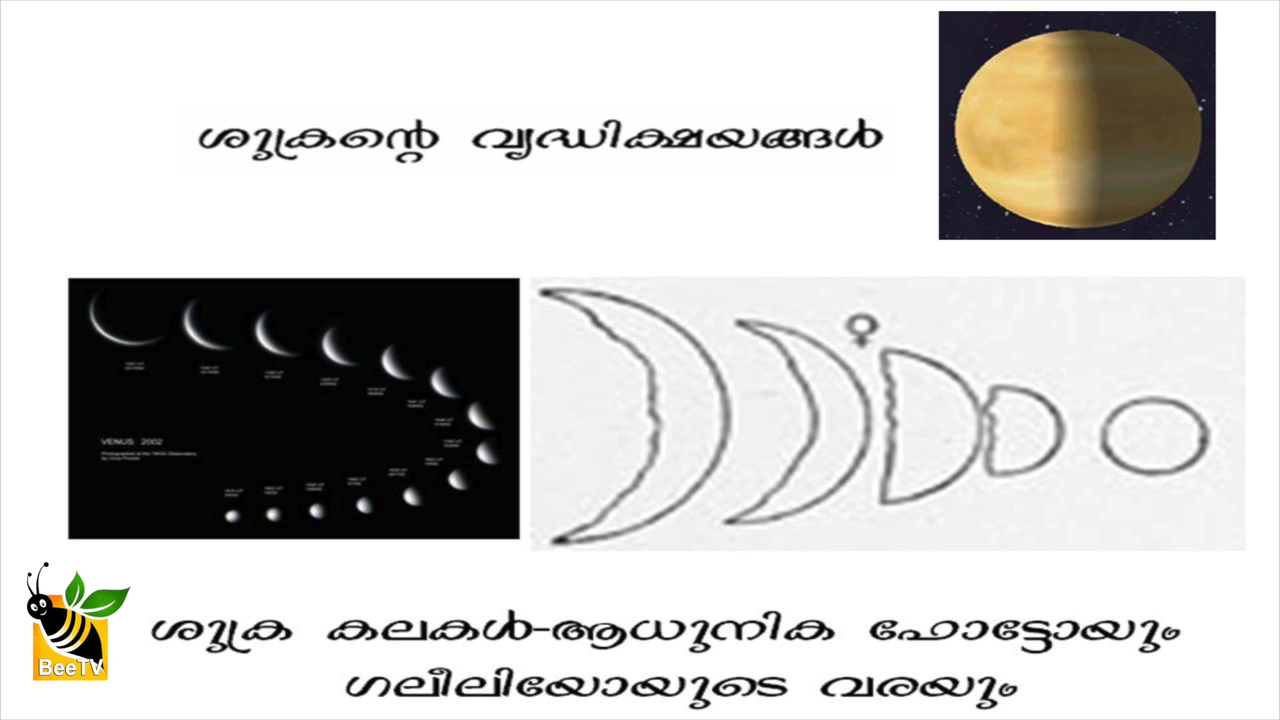 ശുക്രന്റെ വൃദ്ധിക്ഷയങ്ങൾ
VENUS 2002
ശുക്ര കലകൾ-ആധുനിക ഫോട്ടോയും
ഗലീലിയോയുടെ വരയും
BeeTV